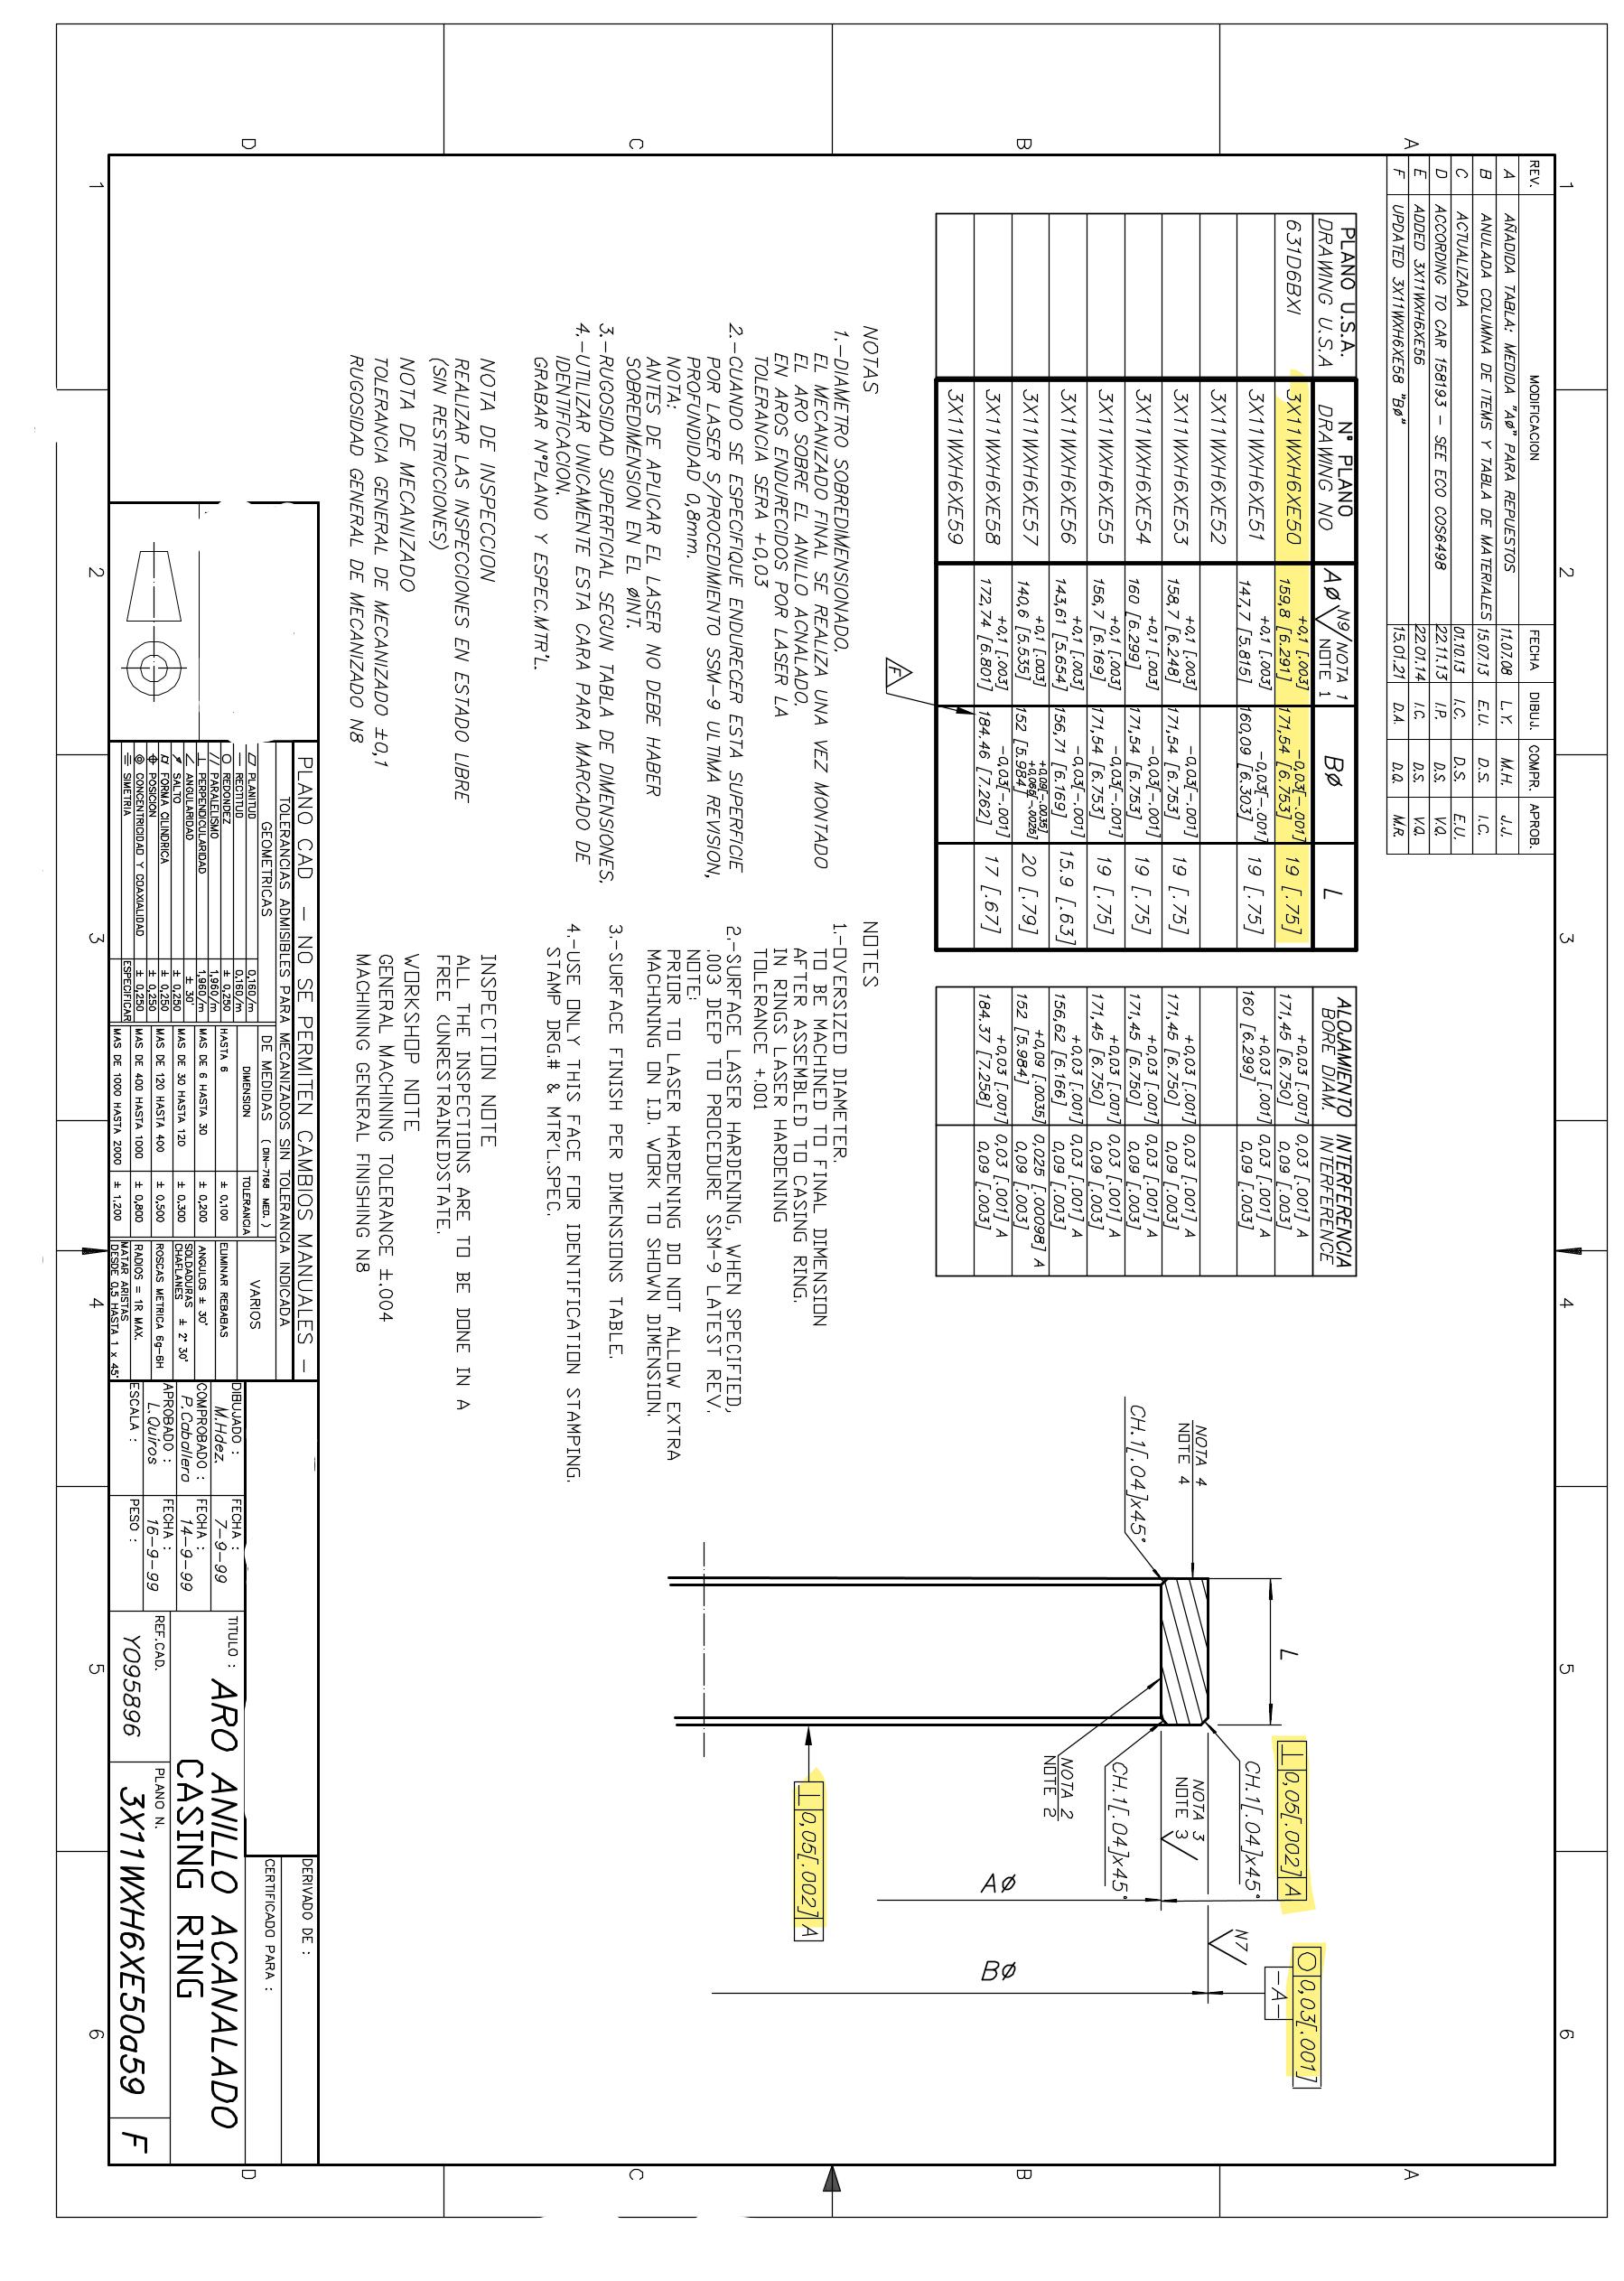 REV. MODIFICACION FECHA DIBUJ. COMPR. APROB.
A AÑADIDA TABLA: MEDIDA "AØ" PARA REPUESTOS 11.07.08 L.Y. M.H. J.J.
B ANULADA COLUMNA DE ITEMS Y TABLA DE MATERIALES 15.07.13 E.U. D.S. I.C.
C ACTUALIZADA 01.10.13 I.C. D.S. E.U.
D ACCORDING TO CAR 158193 - SEE ECO COS6498 22.11.13 I.P. D.S. V.Q.
E ADDED 3X11WXH6XE56 22.01.14 I.C. D.S. V.Q.
F UPDATED 3X11WXH6XE58 "BØ" 15.01.21 D.A. D.Q. M.R.
PLANO U.S.A. N° PLANO AØ N9/NOTA 1 BØ L ALOJAMIENTO INTERFERENCIA
DRAWING U.S.A DRAWING NO NOTE 1 BORE DIAM. INTERFERENCE
631D6BXI 3X11WXH6XE50 159,8 [6.291] +0,1 [.003] 171,54 [6.753] -0,03[-.001] 19 [.75] 171,45 [6.750] +0,03 [.001] 0,03 [.001] A 0,09 [.003]
3X11WXH6XE51 147,7 [5.815] +0,1 [.003] 160,09 [6.303] -0,03[-.001] 19 [.75] 160 [6.299] +0,03 [.001] 0,03 [.001] A 0,09 [.003]
3X11WXH6XE52
3X11WXH6XE53 158,7 [6.248] +0,1 [.003] 171,54 [6.753] -0,03[-.001] 19 [.75] 171,45 [6.750] +0,03 [.001] 0,03 [.001] A 0,09 [.003]
3X11WXH6XE54 160 [6.299] +0,1 [.003] 171,54 [6.753] -0,03[-.001] 19 [.75] 171,45 [6.750] +0,03 [.001] 0,03 [.001] A 0,09 [.003]
3X11WXH6XE55 156,7 [6.169] +0,1 [.003] 171,54 [6.753] -0,03[-.001] 19 [.75] 171,45 [6.750] +0,03 [.001] 0,03 [.001] A 0,09 [.003]
3X11WXH6XE56 143,61 [5.654] +0,1 [.003] 156,71 [6.169] -0,03[-.001] 15.9 [.63] 156,62 [6.166] +0,03 [.001] 0,03 [.001] A 0,09 [.003]
3X11WXH6XE57 140,6 [5.535] +0,1 [.003] 152 [5.984] 20 [.79] 152 [5.984] +0,09 [.0035] 0,025 [.00098] A 0,09 [.003]
3X11WXH6XE58 172,74 [6.801] +0,1 [.003] 184.46 [7.262] -0,03[-.001] 17 [.67] 184.37 [7.258] +0,03 [.001] 0,03 [.001] A 0,09 [.003]
3X11WXH6XE59
F
NOTAS
1.-DIAMETRO SOBREDIMENSIONADO,
EL MECANIZADO FINAL SE REALIZA UNA VEZ MONTADO
EL ARO SOBRE EL ANILLO ACNALADO,
EN AROS ENDURECIDOS POR LASER LA
TOLERANCIA SERA +0,03
2.-CUANDO SE ESPECIFIQUE ENDURECER ESTA SUPERFICIE
POR LASER S/PROCEDIMIENTO SSM-9 ULTIMA REVISION,
PROFUNDIDAD 0,8mm.
NOTA:
ANTES DE APLICAR EL LASER NO DEBE HABER
SOBREDIMENSION EN EL ØINT.
3.-RUGOSIDAD SUPERFICIAL SEGUN TABLA DE DIMENSIONES,
4.-UTILIZAR UNICAMENTE ESTA CARA PARA MARCADO DE
IDENTIFICACION.
GRABAR N°PLANO Y ESPEC.MTR'L.
NOTA DE INSPECCION
REALIZAR LAS INSPECCIONES EN ESTADO LIBRE
(SIN RESTRICCIONES)
NOTA DE MECANIZADO
TOLERANCIA GENERAL DE MECANIZADO ±0,1
RUGOSIDAD GENERAL DE MECANIZADO N8
NOTES
1.-OVERSIZED DIAMETER.
TO BE MACHINED TO FINAL DIMENSION
AFTER ASSEMBLED TO CASING RING.
IN RINGS LASER HARDENING
TOLERANCE +.001
2.-SURFACE LASER HARDENING, WHEN SPECIFIED,
.003 DEEP TO PROCEDURE SSM-9 LATEST REV.
NOTE:
PRIOR TO LASER HARDENING DO NOT ALLOW EXTRA
MACHINING ON I.D. WORK TO SHOWN DIMENSION.
3.-SURFACE FINISH PER DIMENSIONS TABLE.
4.-USE ONLY THIS FACE FOR IDENTIFICATION STAMPING.
STAMP DRG.# & MTR'L.SPEC.
INSPECTION NOTE
ALL THE INSPECTIONS ARE TO BE DONE IN A
FREE (UNRESTRAINED)STATE.
WORKSHOP NOTE
GENERAL MACHINING TOLERANCE ±.004
MACHINING GENERAL FINISHING N8
L
NOTA 4
NOTE 4
CH.1[.04]x45°
⊥ 0,05[.002] A
○ 0,03[.001]
-A-
CH.1[.04]x45°
NOTA 3
NOTE 3
N7
CH.1[.04]x45°
NOTA 2
NOTE 2
AØ
BØ
⊥ 0,05[.002] A
PLANO CAD - NO SE PERMITEN CAMBIOS MANUALES -
TOLERANCIAS ADMISIBLES PARA MECANIZADOS SIN TOLERANCIA INDICADA
GEOMETRICAS DE MEDIDAS (DIN-7168 MED.) VARIOS
DIMENSION TOLERANCIA
PLANITUD 0,160/m
RECTITUD 0,160/m
REDONDEZ ± 0,250
PARALELISMO 1,960/m
PERPENDICULARIDAD 1,960/m
ANGULARIDAD ± 30'
SALTO ± 0,250
FORMA CILINDRICA ± 0,250
POSICION ± 0,250
CONCENTRICIDAD Y COAXIALIDAD ± 0,250
SIMETRIA ESPECIFICAR
HASTA 6 ± 0,100
MAS DE 6 HASTA 30 ± 0,200
MAS DE 30 HASTA 120 ± 0,300
MAS DE 120 HASTA 400 ± 0,500
MAS DE 400 HASTA 1000 ± 0,800
MAS DE 1000 HASTA 2000 ± 1,200
ELIMINAR REBABAS
ANGULOS ± 30'
SOLDADURAS
CHAFLANES ± 2° 30'
ROSCAS METRICA 6g-6H
RADIOS = 1R MAX.
MATAR ARISTAS
DESDE 0,5 HASTA 1 x 45°
DIBUJADO : M.Hdez. FECHA : 7-9-99
COMPROBADO : P.Caballero FECHA : 14-9-99
APROBADO : L.Quiros FECHA : 16-9-99
ESCALA : PESO :
DERIVADO DE :
CERTIFICADO PARA :
TITULO : ARO ANILLO ACANALADO
CASING RING
REF.CAD. Y095896
PLANO N. 3X11WXH6XE50a59 F
1 2 3 4 5 6
1 2 3 4 5 6
A B C D
A B C D